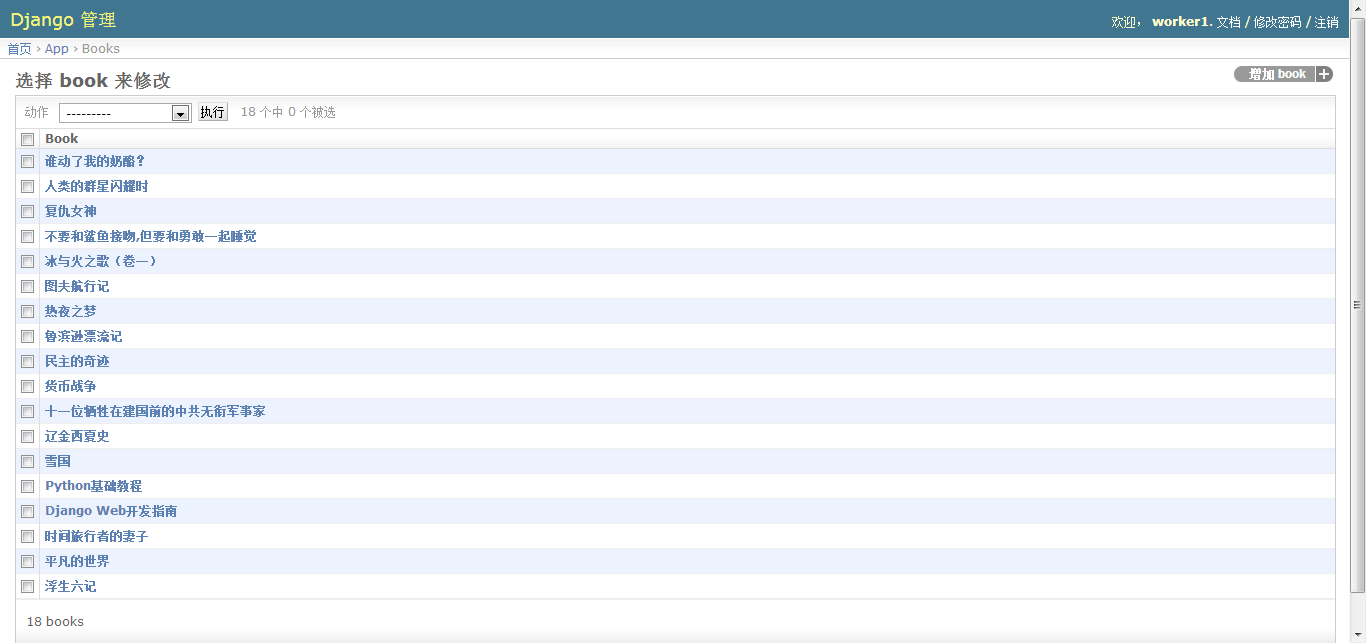 Django 管理
欢迎， worker1. 文档 / 修改密码 / 注销
首页 › App › Books
选择 book 来修改
增加 book +
动作 --------- 执行 18 个中 0 个被选
Book
谁动了我的奶酪？
人类的群星闪耀时
复仇女神
不要和鲨鱼接吻,但要和勇敢一起睡觉
冰与火之歌（卷一）
图夫航行记
热夜之梦
鲁滨逊漂流记
民主的奇迹
货币战争
十一位牺牲在建国前的中共无衔军事家
辽金西夏史
雪国
Python基础教程
Django Web开发指南
时间旅行者的妻子
平凡的世界
浮生六记
18 books